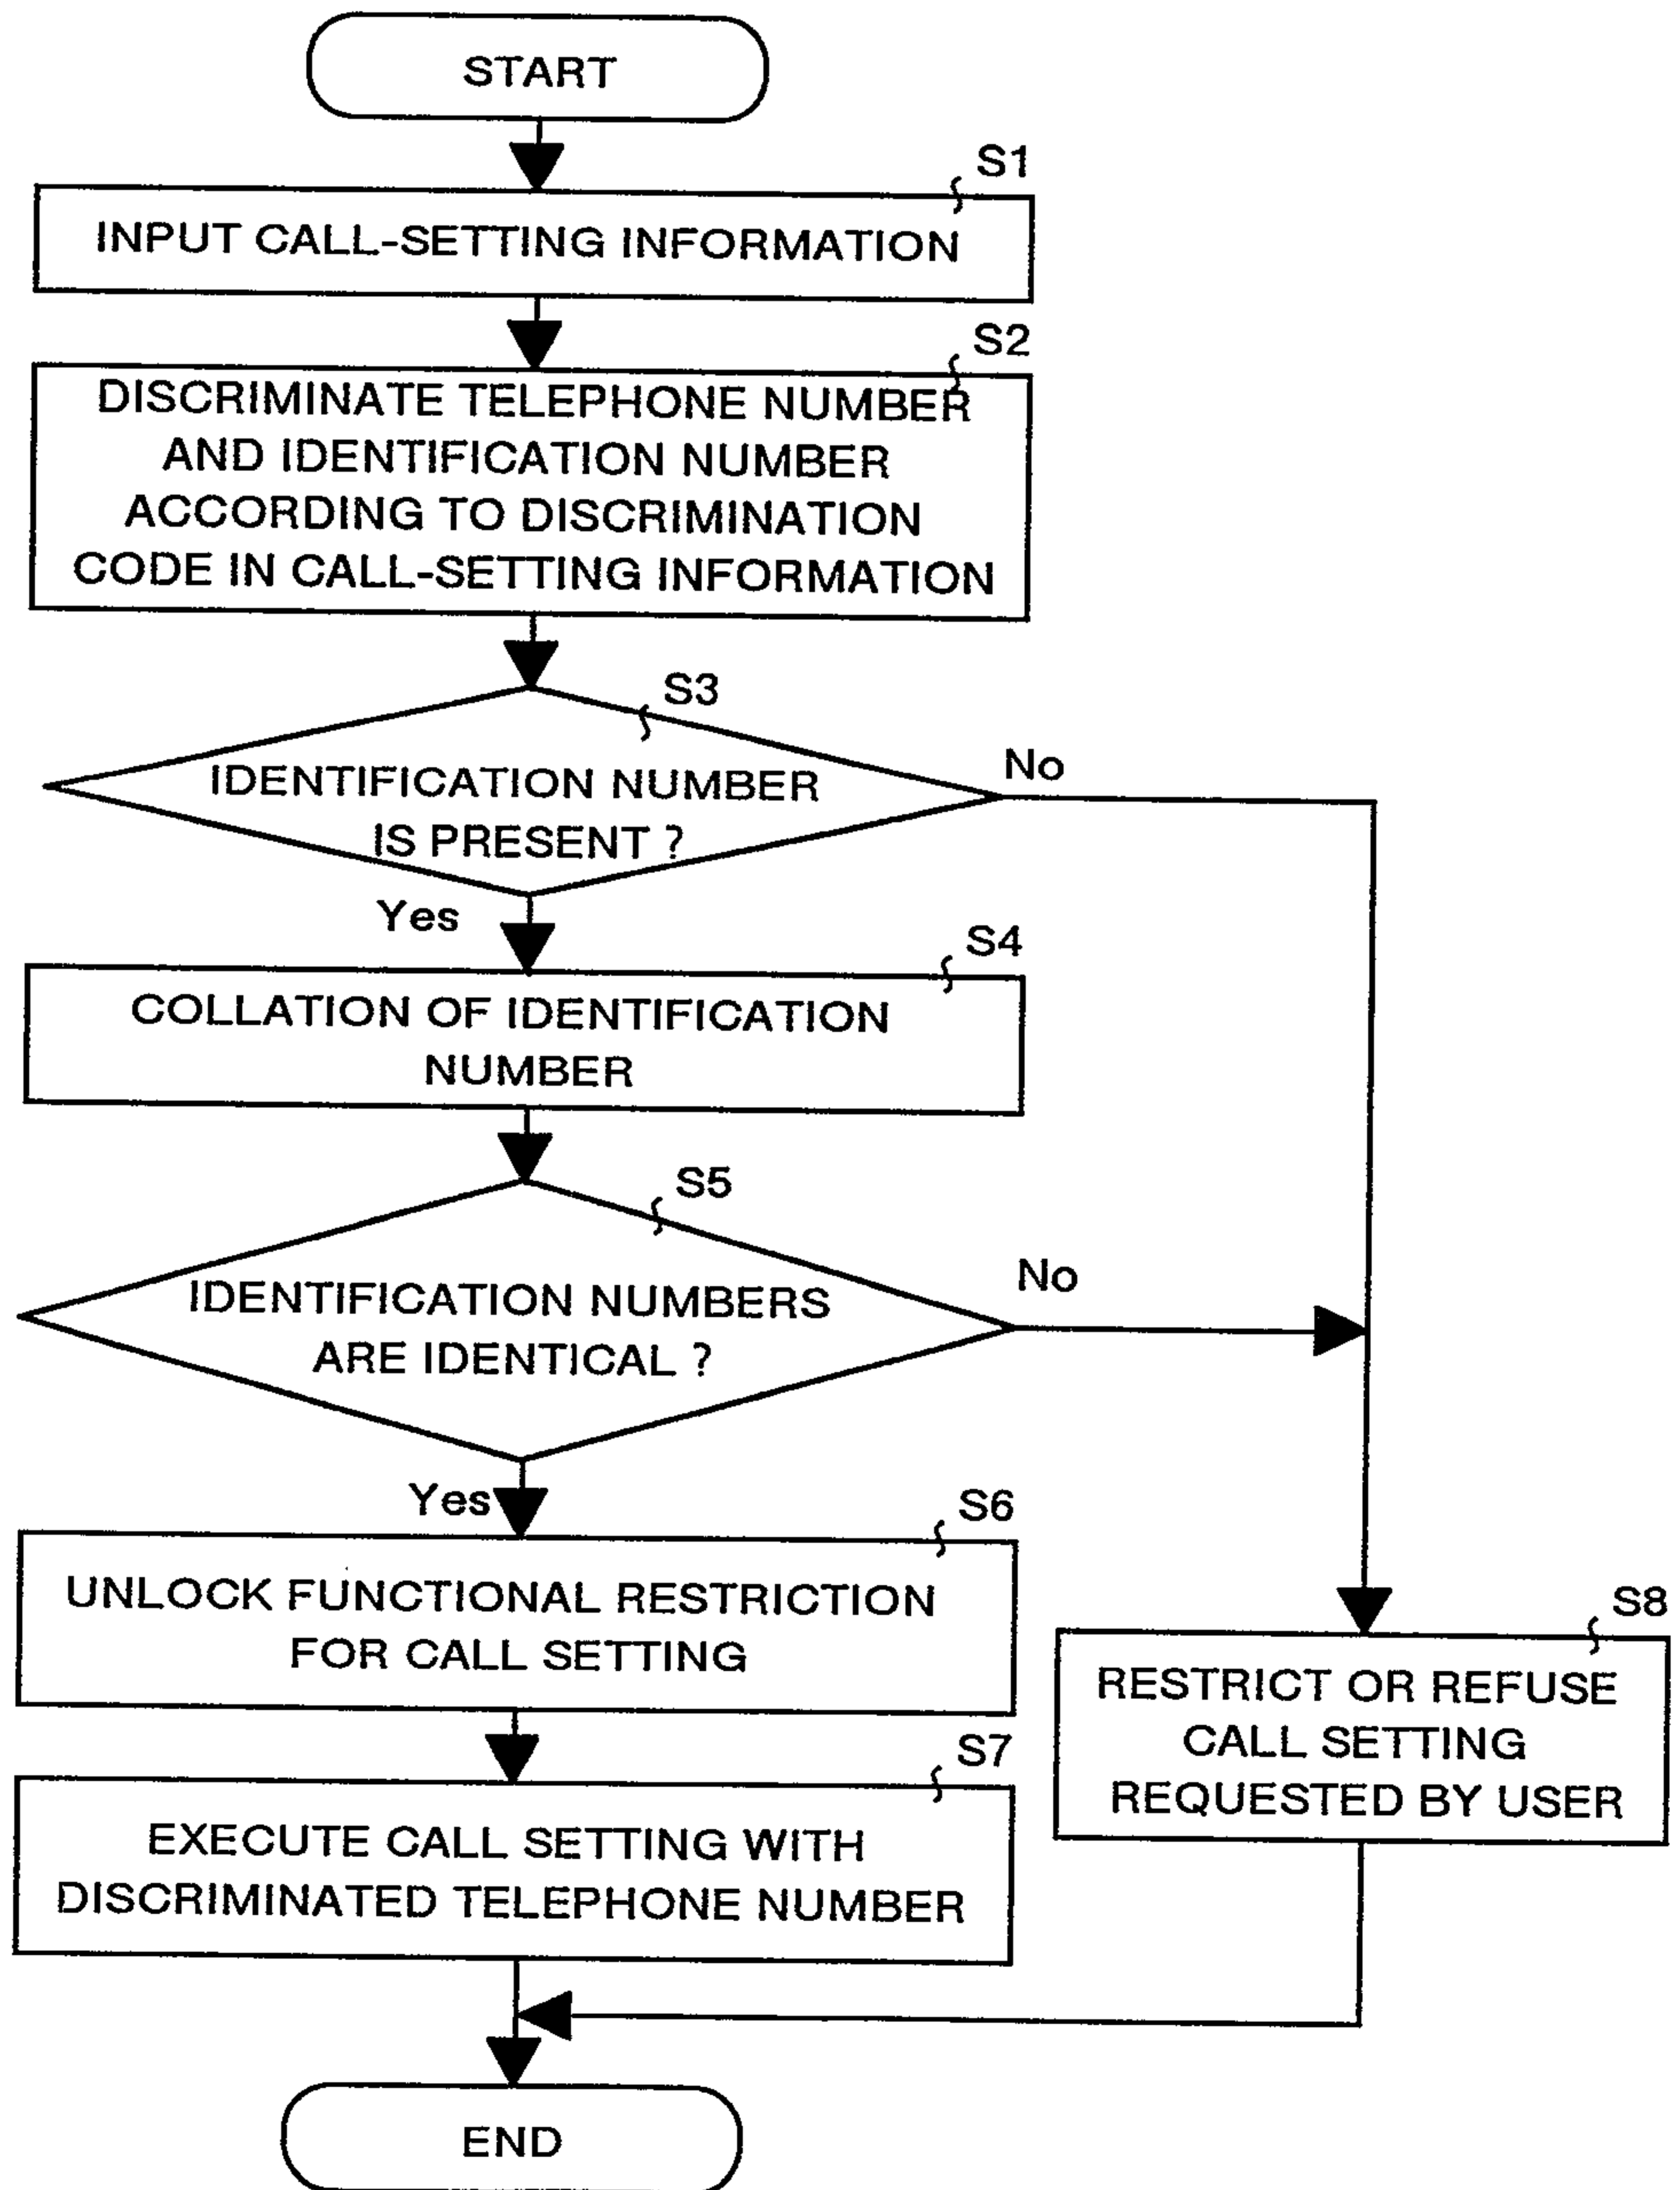 START
S1
INPUT CALL-SETTING INFORMATION
S2
DISCRIMINATE TELEPHONE NUMBER
AND IDENTIFICATION NUMBER
ACCORDING TO DISCRIMINATION
CODE IN CALL-SETTING INFORMATION
S3
IDENTIFICATION NUMBER
IS PRESENT ?
No
Yes
S4
COLLATION OF IDENTIFICATION
NUMBER
S5
IDENTIFICATION NUMBERS
ARE IDENTICAL ?
No
Yes
S6
UNLOCK FUNCTIONAL RESTRICTION
FOR CALL SETTING
S7
EXECUTE CALL SETTING WITH
DISCRIMINATED TELEPHONE NUMBER
S8
RESTRICT OR REFUSE
CALL SETTING
REQUESTED BY USER
END